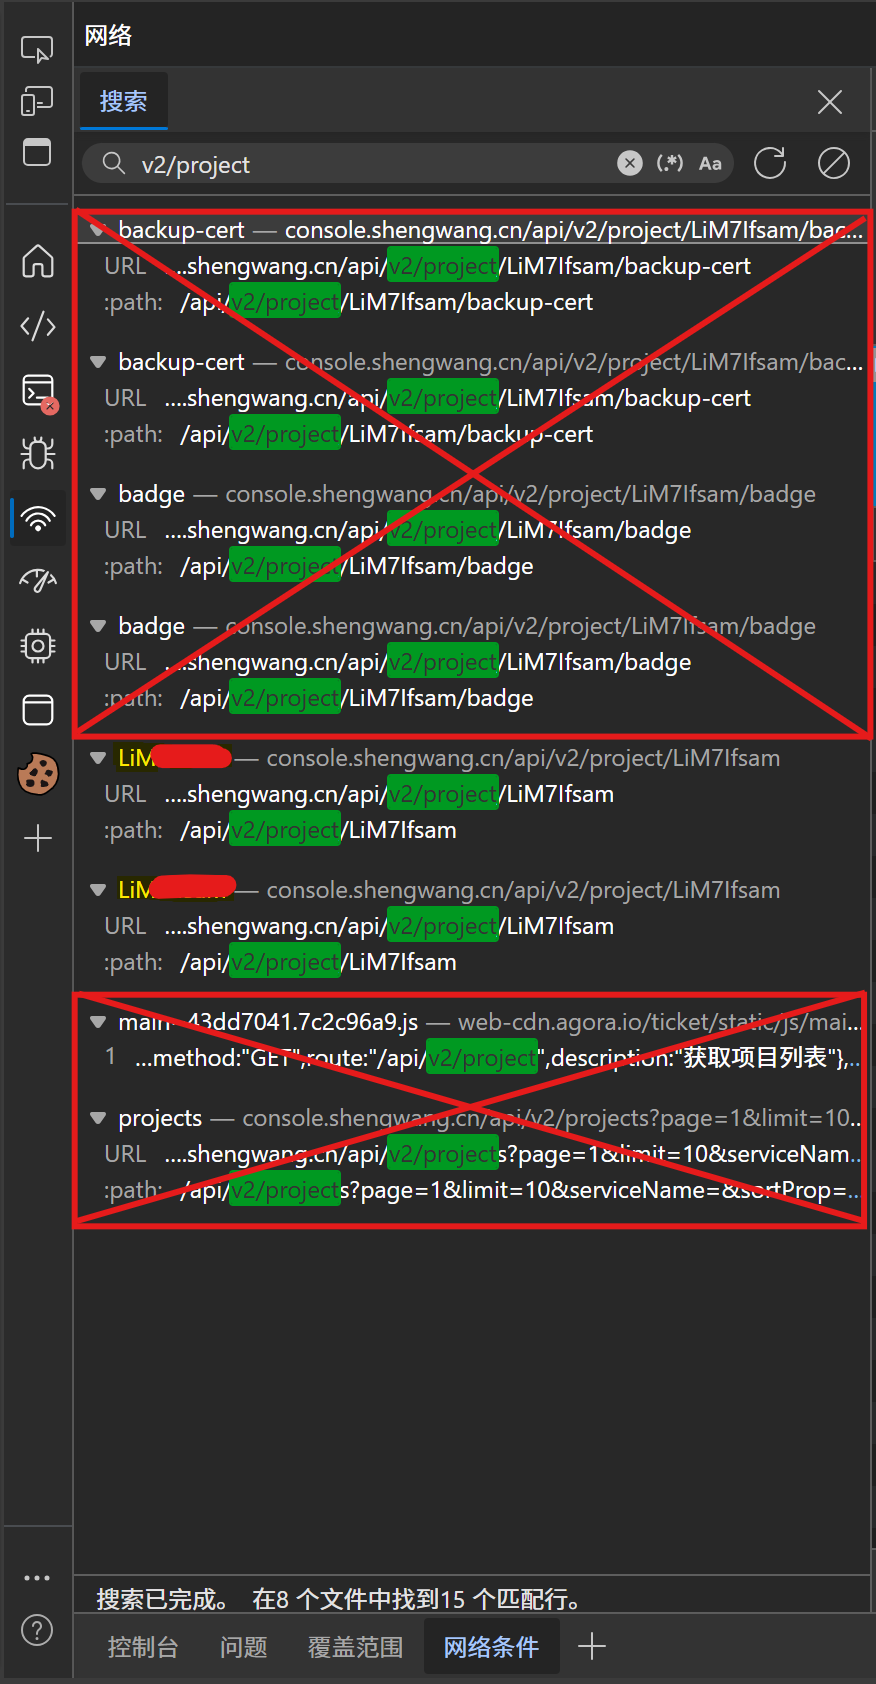 网络
搜索
v2/project
(.*)
Aa
backup-cert — console.shengwang.cn/api/v2/project/LiM7Ifsam/bac...
URL ....shengwang.cn/api/v2/project/LiM7Ifsam/backup-cert
:path: /api/v2/project/LiM7Ifsam/backup-cert
backup-cert — console.shengwang.cn/api/v2/project/LiM7Ifsam/bac...
URL ....shengwang.cn/api/v2/project/LiM7Ifsam/backup-cert
:path: /api/v2/project/LiM7Ifsam/backup-cert
badge — console.shengwang.cn/api/v2/project/LiM7Ifsam/badge
URL ....shengwang.cn/api/v2/project/LiM7Ifsam/badge
:path: /api/v2/project/LiM7Ifsam/badge
badge — console.shengwang.cn/api/v2/project/LiM7Ifsam/badge
URL ....shengwang.cn/api/v2/project/LiM7Ifsam/badge
:path: /api/v2/project/LiM7Ifsam/badge
LiM — console.shengwang.cn/api/v2/project/LiM7Ifsam
URL ....shengwang.cn/api/v2/project/LiM7Ifsam
:path: /api/v2/project/LiM7Ifsam
LiM — console.shengwang.cn/api/v2/project/LiM7Ifsam
URL ....shengwang.cn/api/v2/project/LiM7Ifsam
:path: /api/v2/project/LiM7Ifsam
main~43dd7041.7c2c96a9.js — web-cdn.agora.io/ticket/static/js/mai...
1 ...method:"GET",route:"/api/v2/project",description:"获取项目列表"},...
projects — console.shengwang.cn/api/v2/projects?page=1&limit=10...
URL ....shengwang.cn/api/v2/projects?page=1&limit=10&serviceNam...
:path: /api/v2/projects?page=1&limit=10&serviceName=&sortProp=...
搜索已完成。 在8 个文件中找到15 个匹配行。
控制台 问题 覆盖范围 网络条件